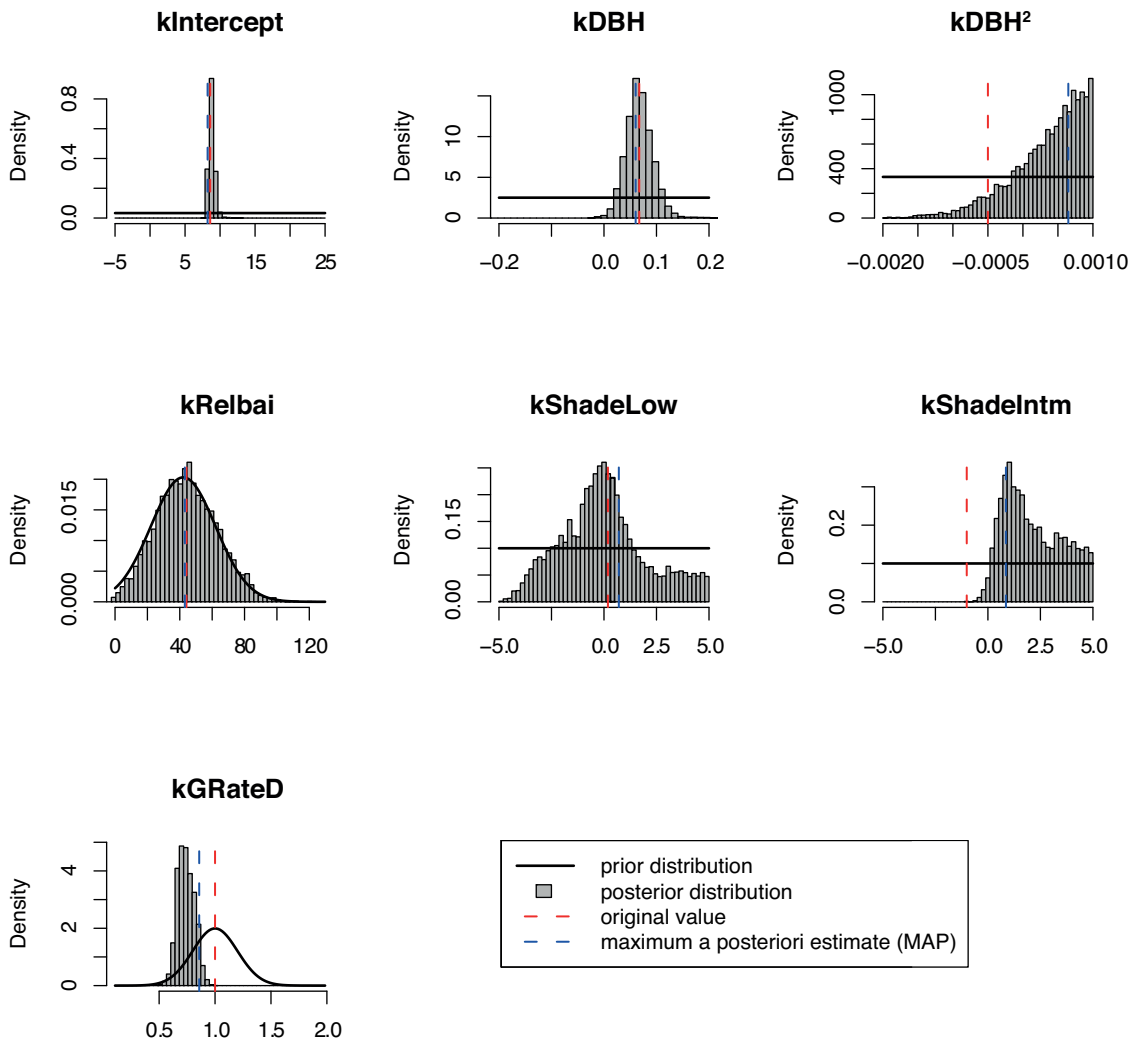 kIntercept kDBH kDBH²
Density 0.0 0.4 0.8
Density 0 5 10
Density 0 400 1000
−5 5 15 25
−0.2 0.0 0.1 0.2
−0.0020 −0.0005 0.0010
kRelbai kShadeLow kShadeIntm
Density 0.000 0.015
Density 0.00 0.15
Density 0.0 0.2
0 40 80 120
−5.0 0.0 2.5 5.0
−5.0 0.0 2.5 5.0
kGRateD
Density 0 2 4
0.5 1.0 1.5 2.0
prior distribution
posterior distribution
original value
maximum a posteriori estimate (MAP)